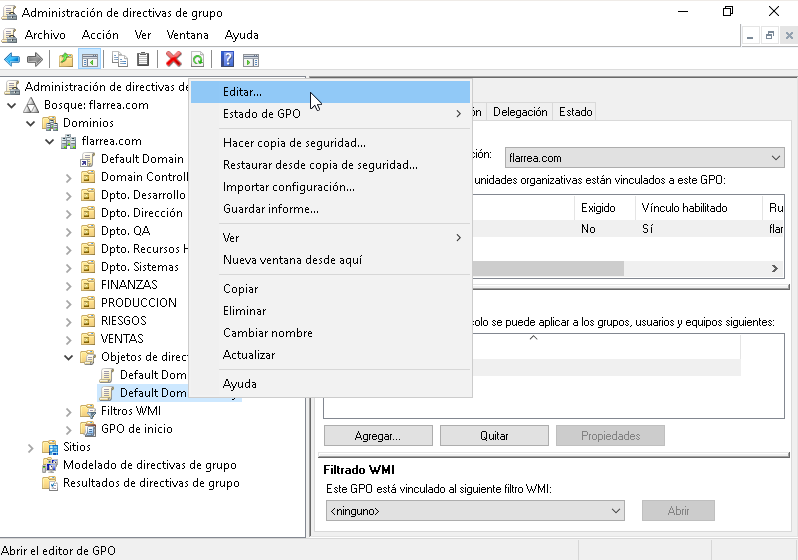 Administración de directivas de grupo
Archivo Acción Ver Ventana Ayuda
Administración de directivas de
Bosque: flarrea.com
Dominios
flarrea.com
Default Domain
Domain Controll
Dpto. Desarrollo
Dpto. Dirección
Dpto. QA
Dpto. Recursos H
Dpto. Sistemas
FINANZAS
PRODUCCION
RIESGOS
VENTAS
Objetos de direc
Default Dom
Default Dom
Filtros WMI
GPO de inicio
Sitios
Modelado de directivas de grupo
Resultados de directivas de grupo
Editar...
Estado de GPO
Hacer copia de seguridad...
Restaurar desde copia de seguridad...
Importar configuración...
Guardar informe...
Ver
Nueva ventana desde aquí
Copiar
Eliminar
Cambiar nombre
Actualizar
Ayuda
ón Delegación Estado
ción: flarrea.com
unidades organizativas están vinculados a este GPO:
Exigido Vínculo habilitado Ru
No Sí flar
olo se puede aplicar a los grupos, usuarios y equipos siguientes:
Agregar... Quitar Propiedades
Filtrado WMI
Este GPO está vinculado al siguiente filtro WMI:
<ninguno> Abrir
Abrir el editor de GPO